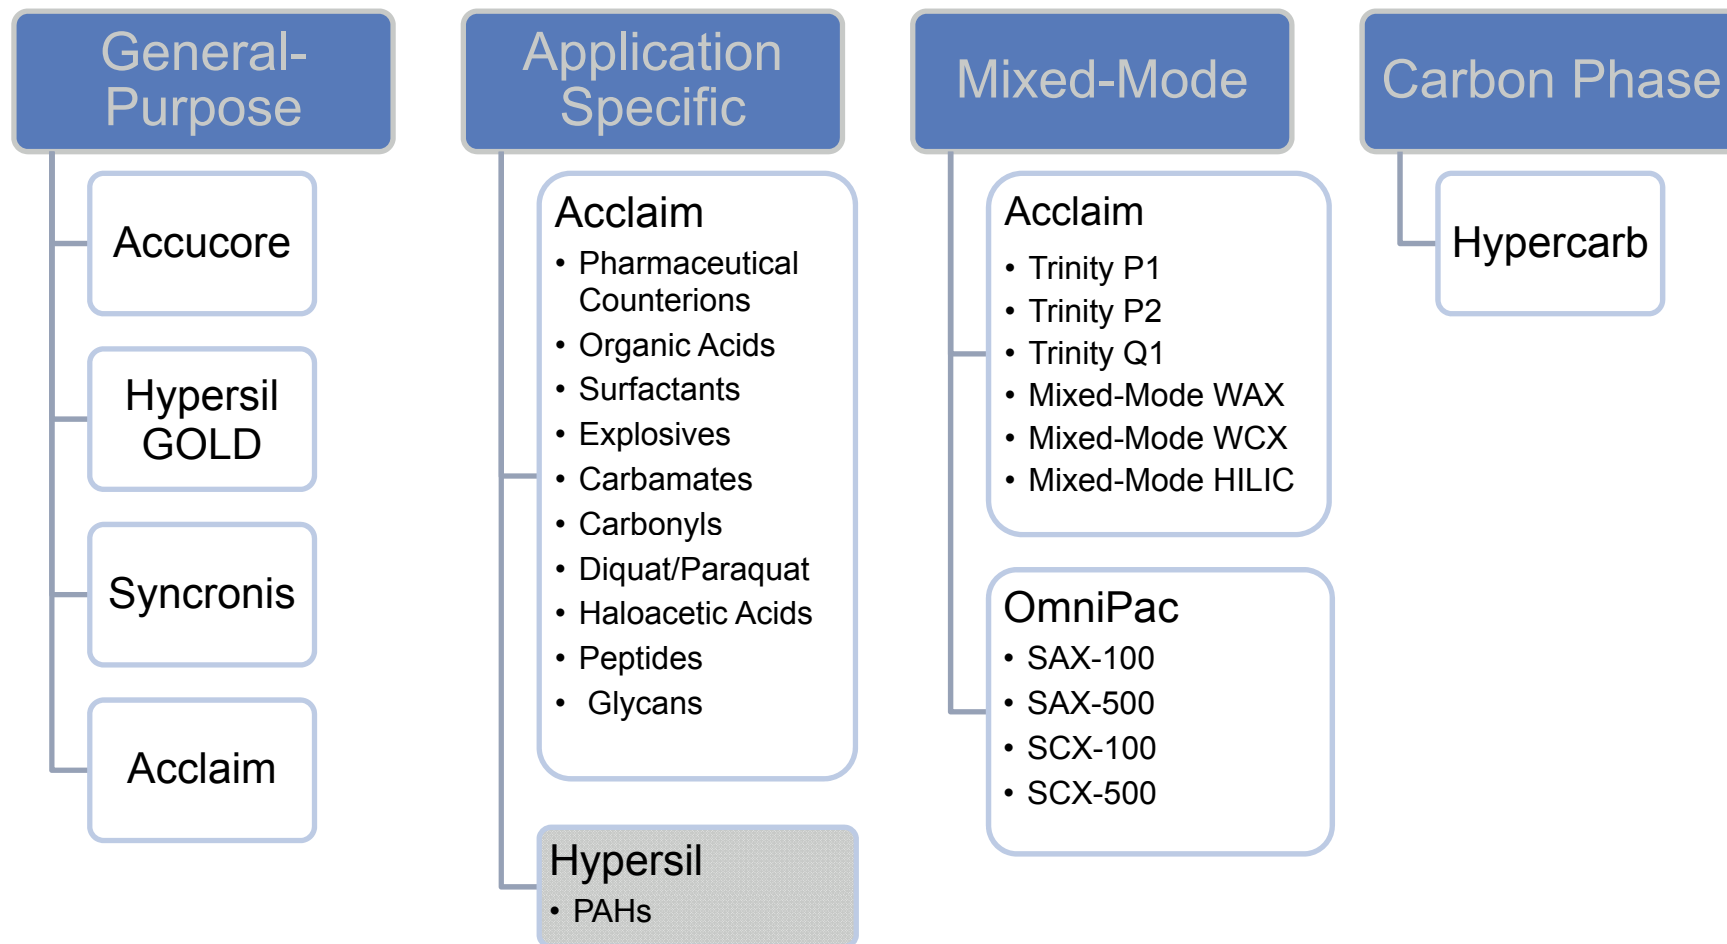 General-
Purpose
Accucore
Hypersil
GOLD
Syncronis
Acclaim
Application
Specific
Acclaim
• Pharmaceutical
Counterions
• Organic Acids
• Surfactants
• Explosives
• Carbamates
• Carbonyls
• Diquat/Paraquat
• Haloacetic Acids
• Peptides
• Glycans
Hypersil
• PAHs
Mixed-Mode
Acclaim
• Trinity P1
• Trinity P2
• Trinity Q1
• Mixed-Mode WAX
• Mixed-Mode WCX
• Mixed-Mode HILIC
OmniPac
• SAX-100
• SAX-500
• SCX-100
• SCX-500
Carbon Phase
Hypercarb